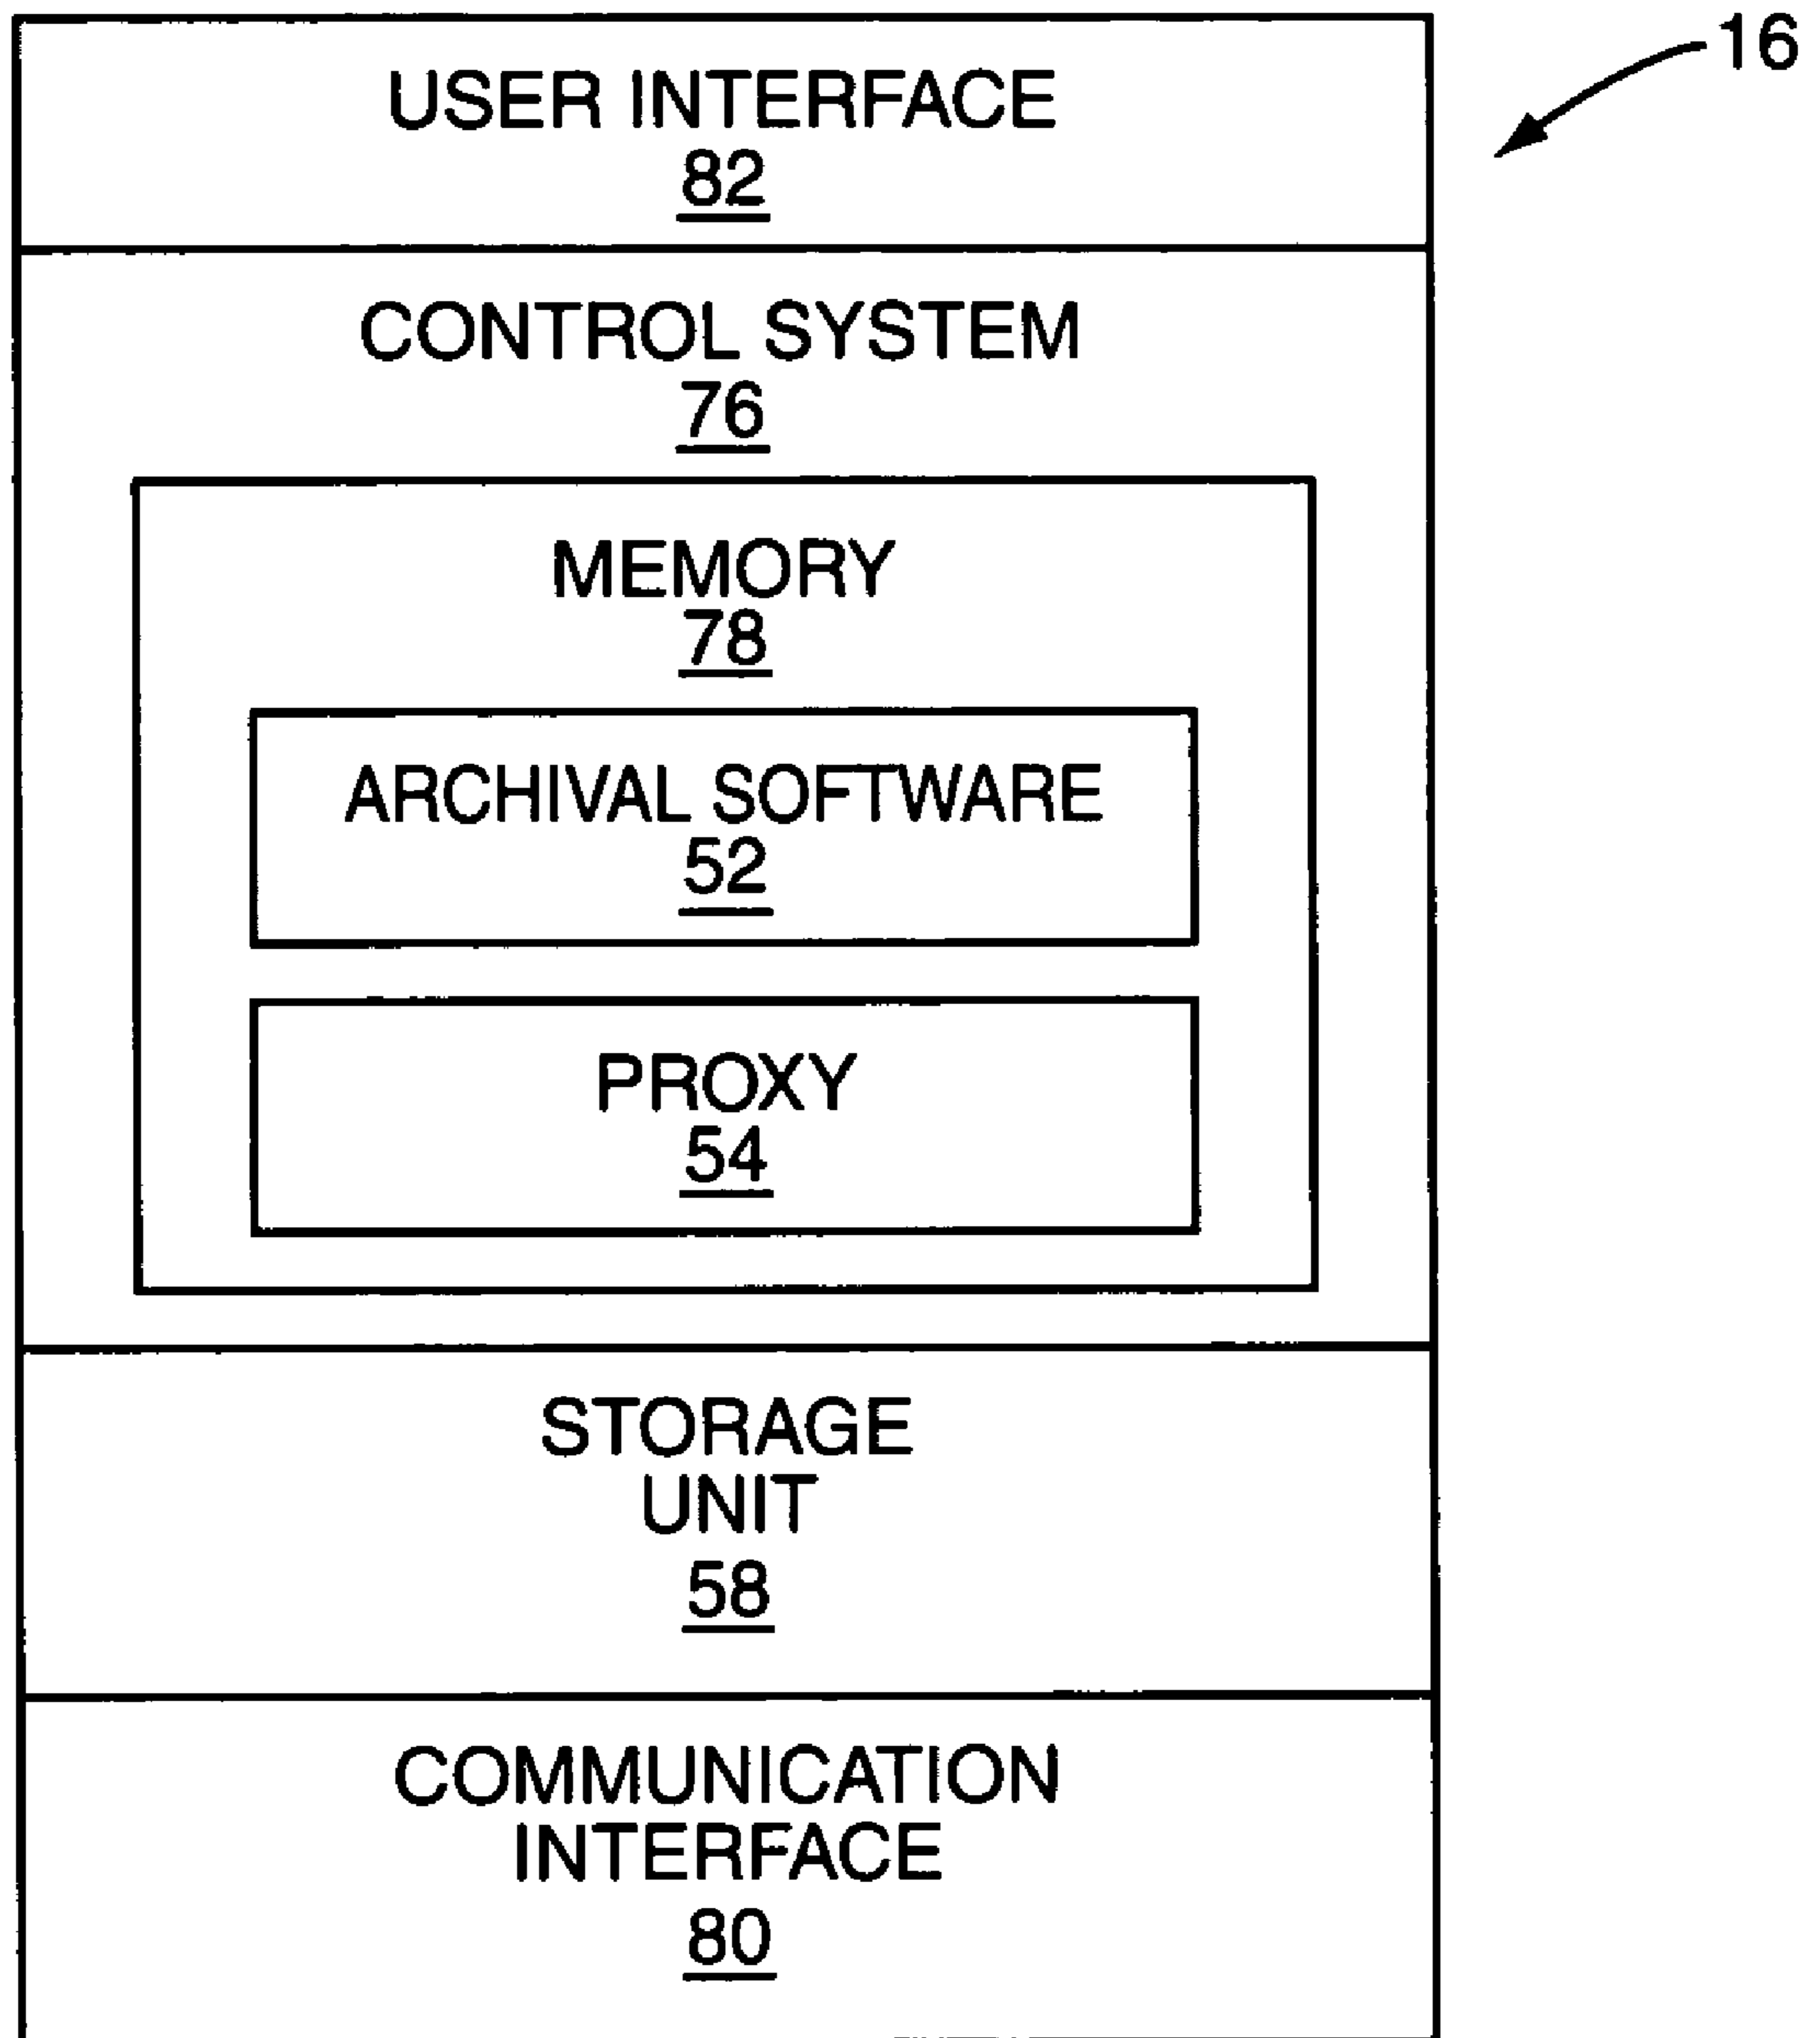 16
USER INTERFACE
82
CONTROL SYSTEM
76
MEMORY
78
ARCHIVAL SOFTWARE
52
PROXY
54
STORAGE
UNIT
58
COMMUNICATION
INTERFACE
80